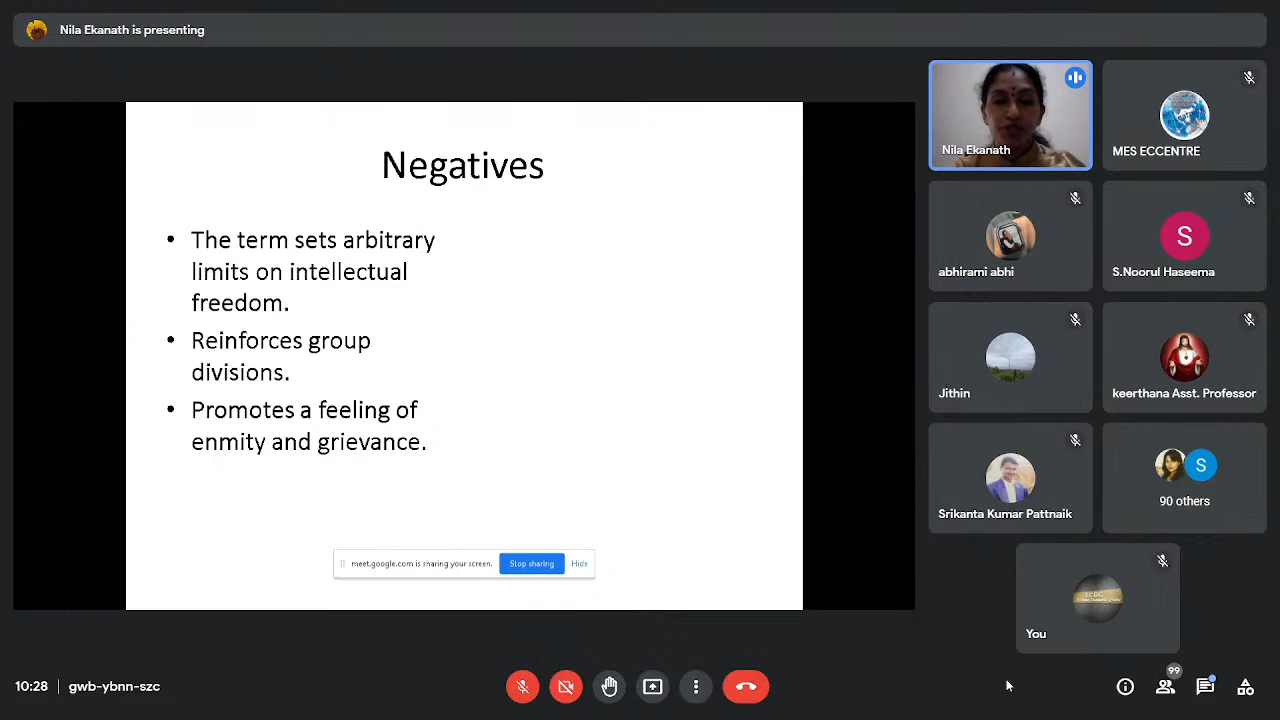 Nila Ekanath is presenting
Negatives
• The term sets arbitrary
limits on intellectual
freedom.
• Reinforces group
divisions.
• Promotes a feeling of
enmity and grievance.
meet.google.com is sharing your screen.
Stop sharing
Hide
Nila Ekanath
MES ECCENTRE
abhirami abhi
S
S.Noorul Haseema
Jithin
keerthana Asst. Professor
Srikanta Kumar Pattnaik
S
90 others
You
10:28
gwb-ybnn-szc
99